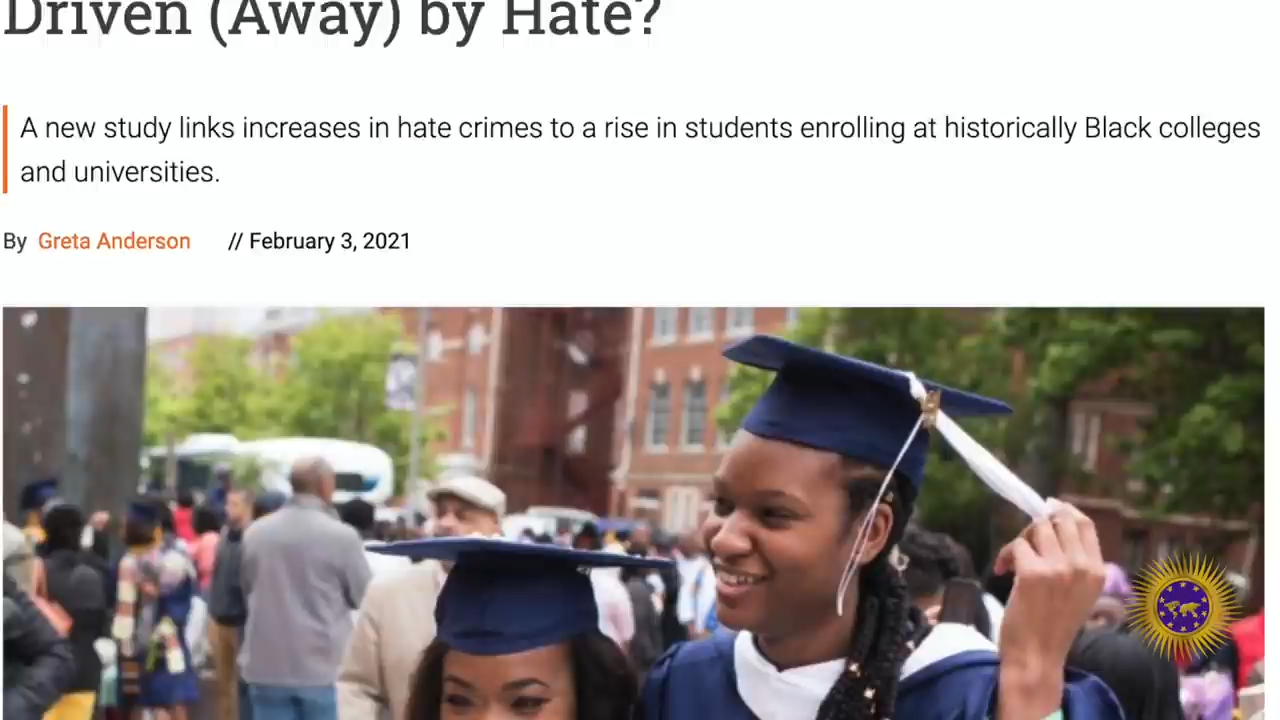 Driven (Away) by Hate?
A new study links increases in hate crimes to a rise in students enrolling at historically Black colleges
and universities.
By Greta Anderson // February 3, 2021